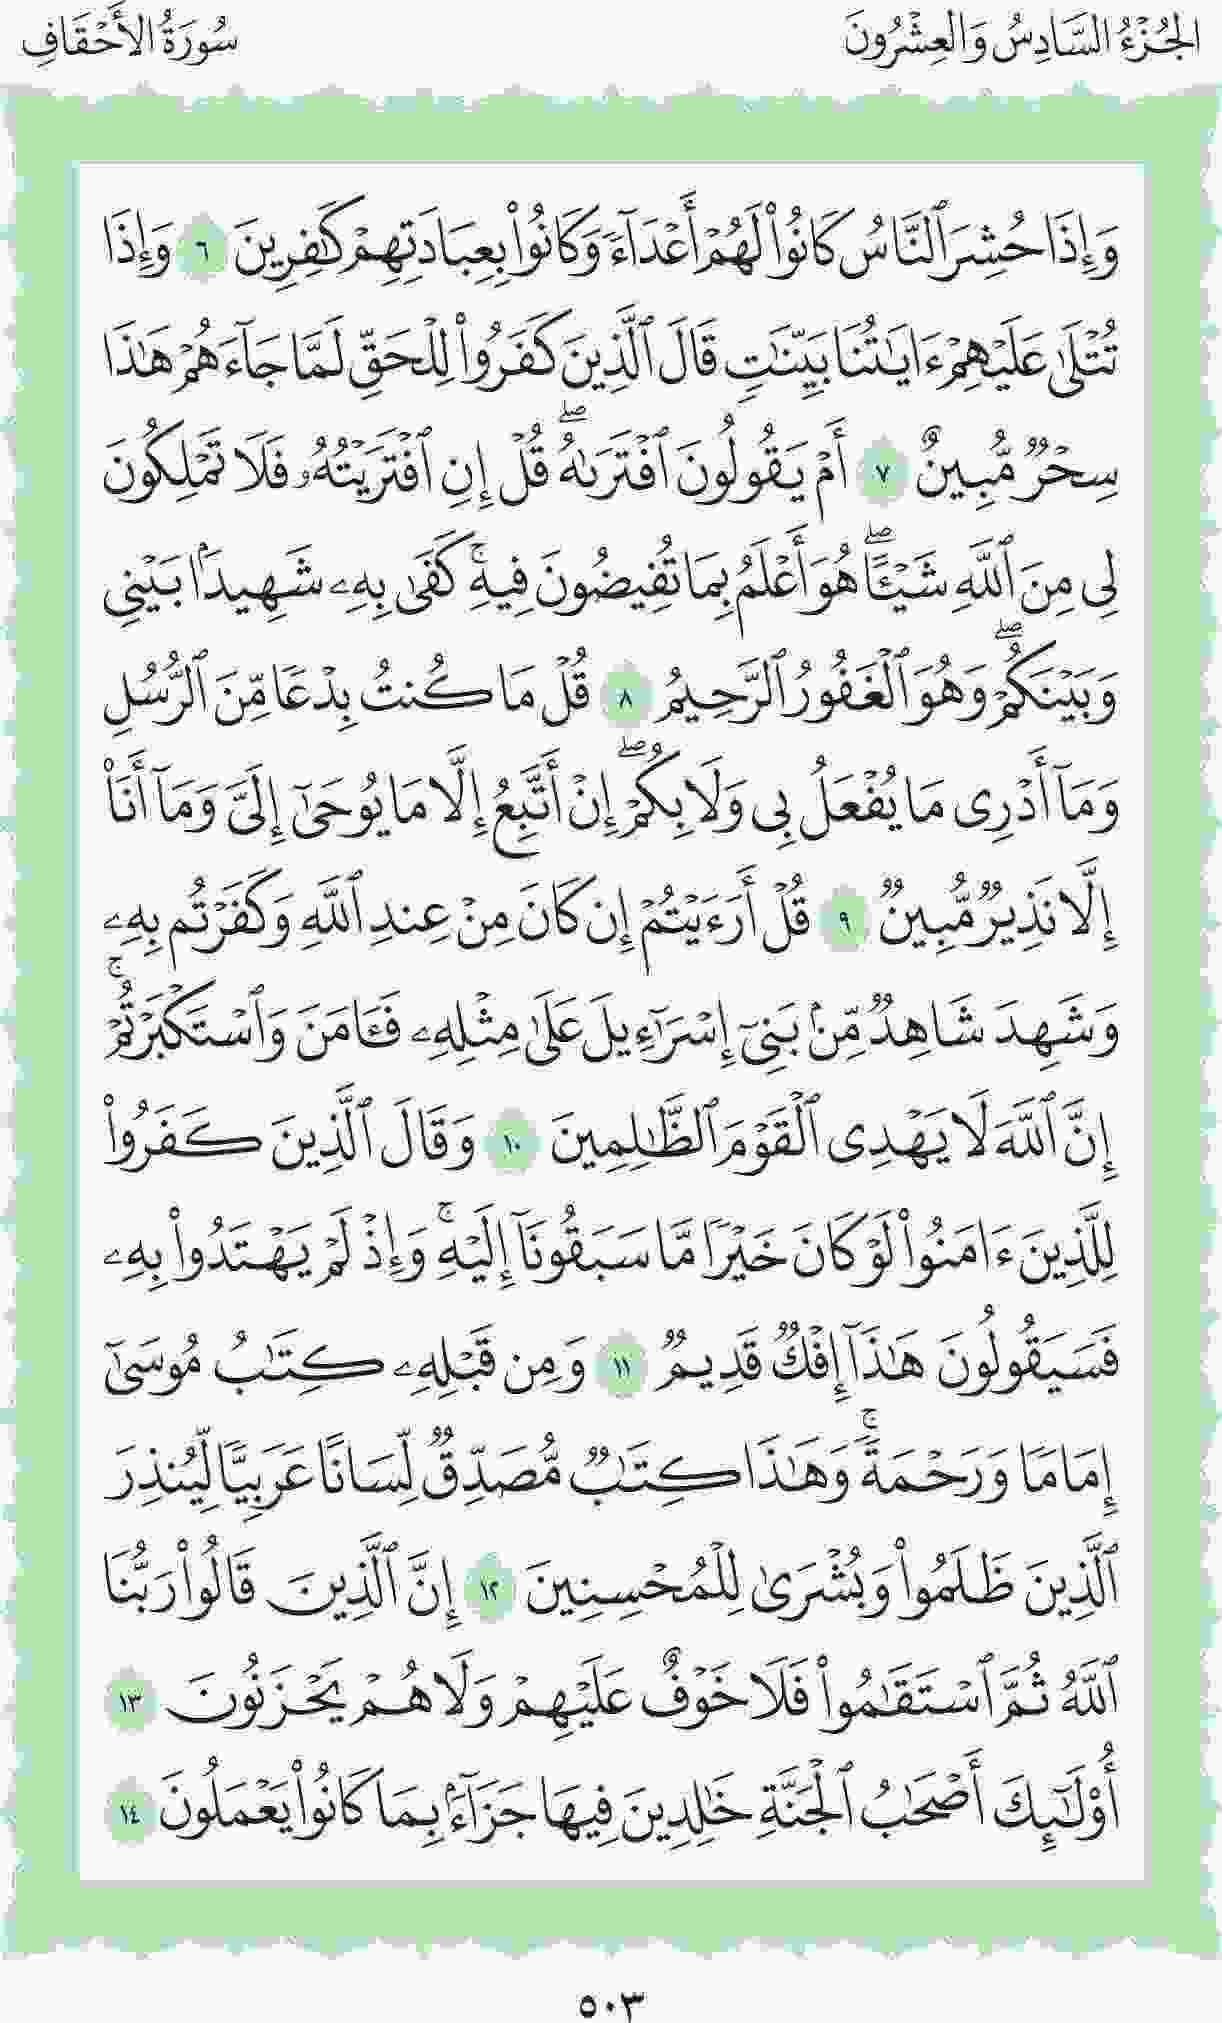 الجُزْءُ السَّادِسُ وَالعِشْرُونَ
سُورَةُ الأَحْقَافِ
وَإِذَا حُشِرَ ٱلنَّاسُ كَانُوا۟ لَهُمْ أَعْدَآءً وَكَانُوا۟ بِعِبَادَتِهِمْ كَـٰفِرِينَ ٦ وَإِذَا
تُتْلَىٰ عَلَيْهِمْ ءَايَـٰتُنَا بَيِّنَـٰتٍ قَالَ ٱلَّذِينَ كَفَرُوا۟ لِلْحَقِّ لَمَّا جَآءَهُمْ هَـٰذَا
سِحْرٌ مُّبِينٌ ٧ أَمْ يَقُولُونَ ٱفْتَرَىٰهُ ۖ قُلْ إِنِ ٱفْتَرَيْتُهُۥ فَلَا تَمْلِكُونَ
لِى مِنَ ٱللَّهِ شَيْـًٔا ۖ هُوَ أَعْلَمُ بِمَا تُفِيضُونَ فِيهِ ۚ كَفَىٰ بِهِۦ شَهِيدًۢا بَيْنِى
وَبَيْنَكُمْ ۖ وَهُوَ ٱلْغَفُورُ ٱلرَّحِيمُ ٨ قُلْ مَا كُنتُ بِدْعًا مِّنَ ٱلرُّسُلِ
وَمَآ أَدْرِى مَا يُفْعَلُ بِى وَلَا بِكُمْ ۖ إِنْ أَتَّبِعُ إِلَّا مَا يُوحَىٰٓ إِلَىَّ وَمَآ أَنَا۠
إِلَّا نَذِيرٌ مُّبِينٌ ٩ قُلْ أَرَءَيْتُمْ إِن كَانَ مِنْ عِندِ ٱللَّهِ وَكَفَرْتُم بِهِۦ
وَشَهِدَ شَاهِدٌ مِّنۢ بَنِىٓ إِسْرَٰٓءِيلَ عَلَىٰ مِثْلِهِۦ فَـَٔامَنَ وَٱسْتَكْبَرْتُمْ ۚ
إِنَّ ٱللَّهَ لَا يَهْدِى ٱلْقَوْمَ ٱلظَّـٰلِمِينَ ١٠ وَقَالَ ٱلَّذِينَ كَفَرُوا۟
لِلَّذِينَ ءَامَنُوا۟ لَوْ كَانَ خَيْرًا مَّا سَبَقُونَآ إِلَيْهِ ۚ وَإِذْ لَمْ يَهْتَدُوا۟ بِهِۦ
فَسَيَقُولُونَ هَـٰذَآ إِفْكٌ قَدِيمٌ ١١ وَمِن قَبْلِهِۦ كِتَـٰبُ مُوسَىٰٓ
إِمَامًا وَرَحْمَةً ۚ وَهَـٰذَا كِتَـٰبٌ مُّصَدِّقٌ لِّسَانًا عَرَبِيًّا لِّيُنذِرَ
ٱلَّذِينَ ظَلَمُوا۟ وَبُشْرَىٰ لِلْمُحْسِنِينَ ١٢ إِنَّ ٱلَّذِينَ قَالُوا۟ رَبُّنَا
ٱللَّهُ ثُمَّ ٱسْتَقَـٰمُوا۟ فَلَا خَوْفٌ عَلَيْهِمْ وَلَا هُمْ يَحْزَنُونَ ١٣
أُو۟لَـٰٓئِكَ أَصْحَـٰبُ ٱلْجَنَّةِ خَـٰلِدِينَ فِيهَا جَزَآءًۢ بِمَا كَانُوا۟ يَعْمَلُونَ ١٤
٥٠٣